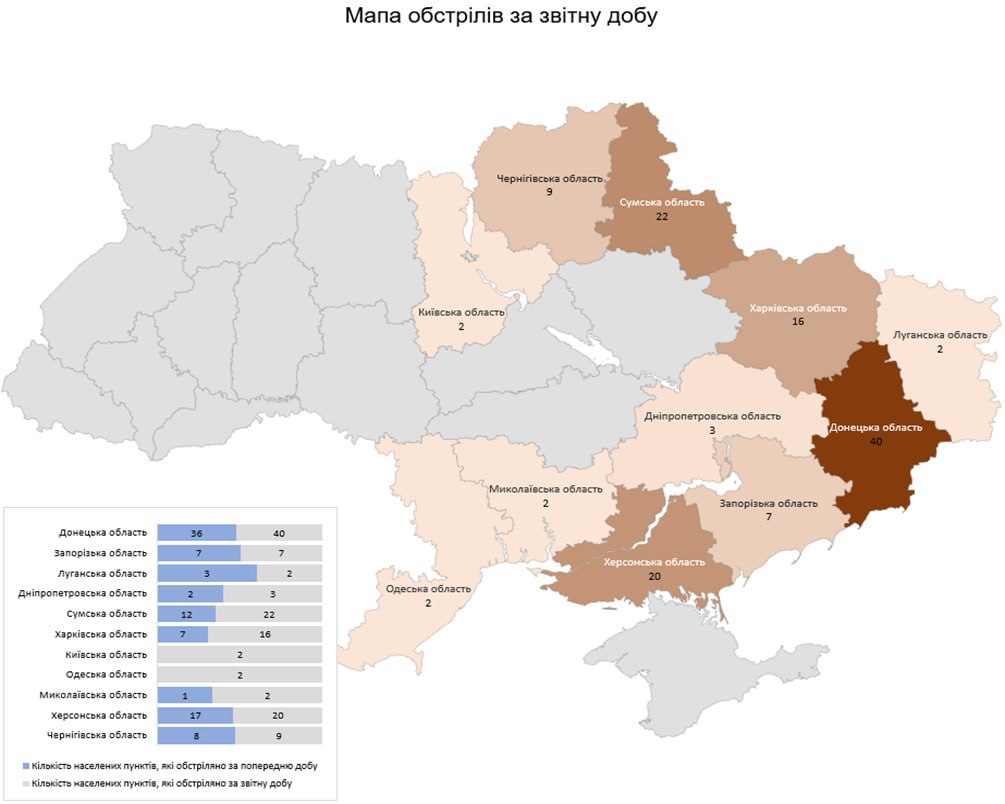 Мапа обстрілів за звітну добу
Чернігівська область
9
Сумська область
22
Київська область
2
Харківська область
16
Луганська область
2
Дніпропетровська область
3
Донецька область
40
Миколаївська область
2
Запорізька область
7
Херсонська область
20
Одеська область
2
Донецька область 36 40
Запорізька область 7 7
Луганська область 3 2
Дніпропетровська область 2 3
Сумська область 12 22
Харківська область 7 16
Київська область 2
Одеська область 2
Миколаївська область 1 2
Херсонська область 17 20
Чернігівська область 8 9
Кількість населених пунктів, які обстріляно за попередню добу
Кількість населених пунктів, які обстріляно за звітну добу